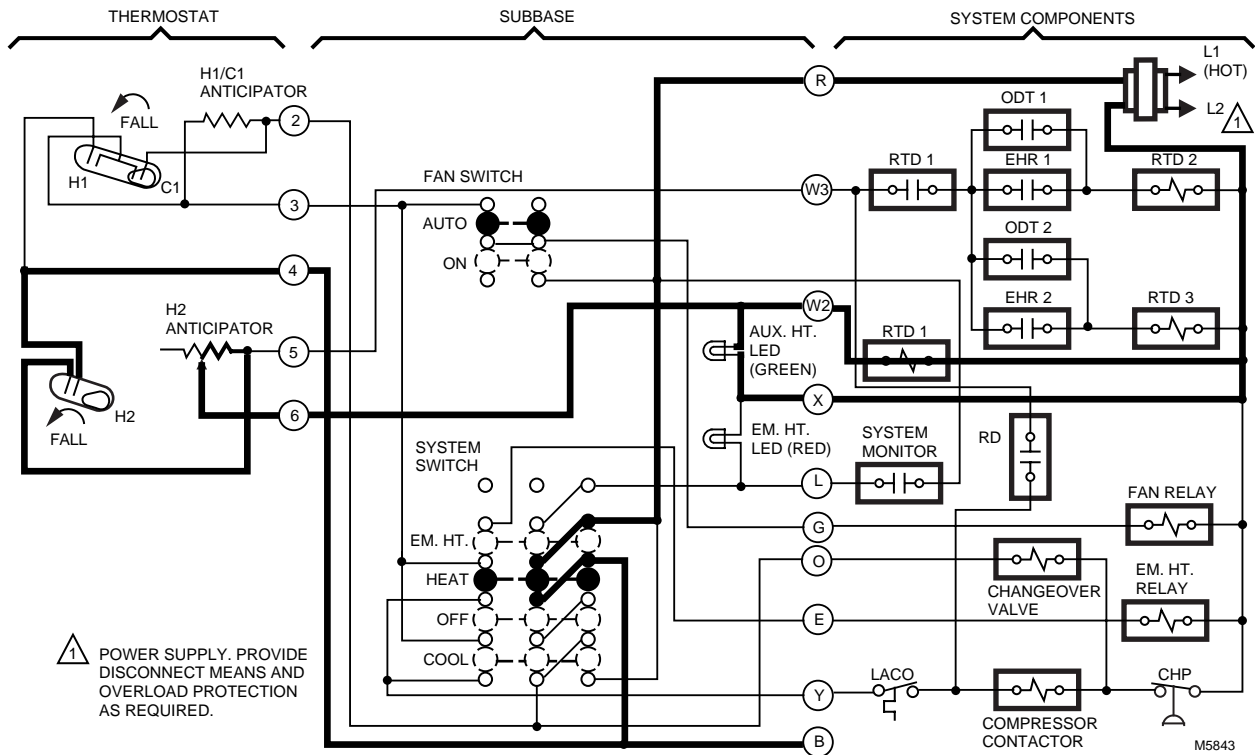 THERMOSTAT
SUBBASE
SYSTEM COMPONENTS
H1/C1
ANTICIPATOR
FALL
H1
C1
2
3
4
H2
ANTICIPATOR
5
H2
FALL
6
FAN SWITCH
AUTO
ON
R
W3
W2
AUX. HT.
LED
(GREEN)
X
EM. HT.
LED (RED)
SYSTEM
SWITCH
EM. HT.
HEAT
OFF
COOL
L
G
O
E
Y
B
L1
(HOT)
L2
1
ODT 1
RTD 1
EHR 1
RTD 2
ODT 2
EHR 2
RTD 3
RTD 1
SYSTEM
MONITOR
RD
FAN RELAY
CHANGEOVER
VALVE
EM. HT.
RELAY
LACO
COMPRESSOR
CONTACTOR
CHP
1 POWER SUPPLY. PROVIDE
DISCONNECT MEANS AND
OVERLOAD PROTECTION
AS REQUIRED.
M5843